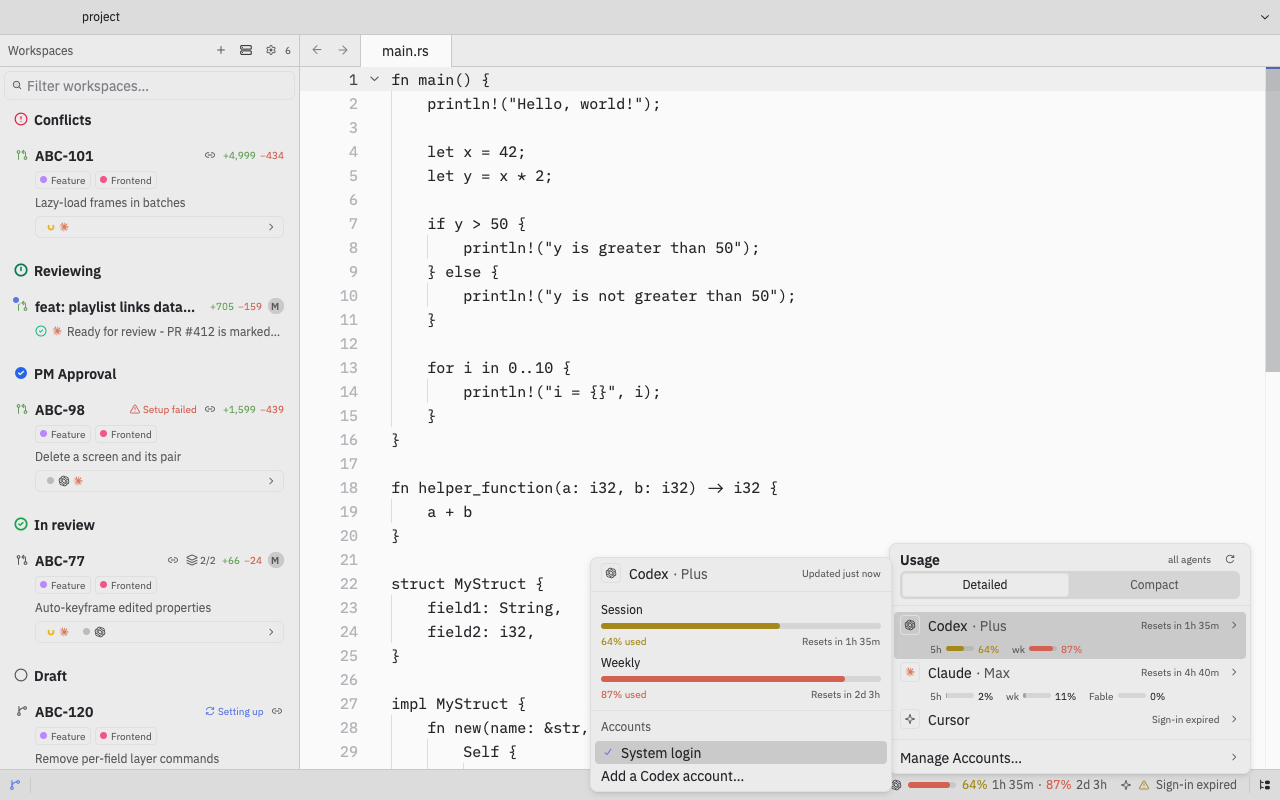 project
Workspaces
6
Filter workspaces...
Conflicts
ABC-101
+4,999 −434
Feature
Frontend
Lazy-load frames in batches
Reviewing
feat: playlist links data...
+705 −159
M
Ready for review - PR #412 is marked...
PM Approval
ABC-98
Setup failed
+1,599 −439
Feature
Frontend
Delete a screen and its pair
In review
ABC-77
2/2
+66 −24
M
Feature
Frontend
Auto-keyframe edited properties
Draft
ABC-120
Setting up
Feature
Frontend
Remove per-field layer commands
main.rs
1 fn main() {
2 println!("Hello, world!");
3
4 let x = 42;
5 let y = x * 2;
6
7 if y > 50 {
8 println!("y is greater than 50");
9 } else {
10 println!("y is not greater than 50");
11 }
12
13 for i in 0..10 {
14 println!("i = {}", i);
15 }
16 }
17
18 fn helper_function(a: i32, b: i32) -> i32 {
19 a + b
20 }
21
22 struct MyStruct {
23 field1: String,
24 field2: i32,
25 }
26
27 impl MyStruct {
28 fn new(name: &str,
29 Self {
Codex · Plus
Updated just now
Session
64% used
Resets in 1h 35m
Weekly
87% used
Resets in 2d 3h
Accounts
✓ System login
Add a Codex account...
Usage
all agents
Detailed
Compact
Codex · Plus
Resets in 1h 35m
5h 64% wk 87%
Claude · Max
Resets in 4h 40m
5h 2% wk 11% Fable 0%
Cursor
Sign-in expired
Manage Accounts...
64% 1h 35m · 87% 2d 3h
Sign-in expired